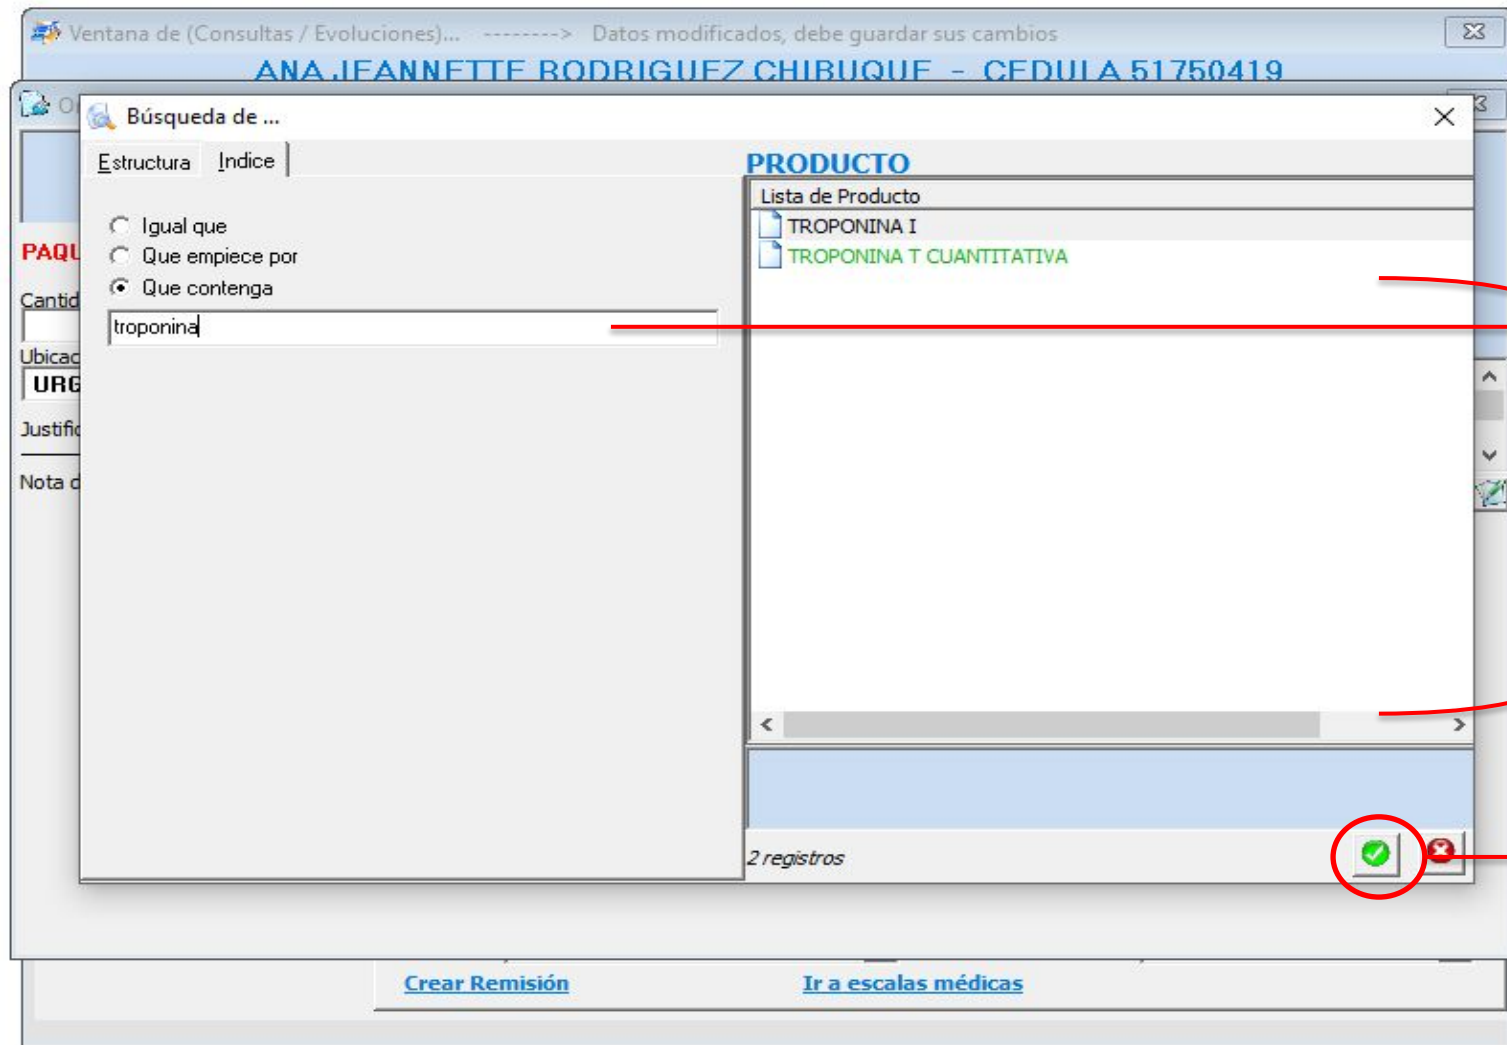 Ventana de (Consultas / Evoluciones)... --------> Datos modificados, debe guardar sus cambios
ANA JEANNETTE RODRIGUEZ CHIBUQUE - CEDULA 51750419
Búsqueda de ...
Estructura Indice
PRODUCTO
Lista de Producto
Igual que
TROPONINA I
PAQU
Que empiece por
TROPONINA T CUANTITATIVA
Cantid
Que contenga
troponina
Ubicac
URG
Justific
Nota d
2 registros
Crear Remisión Ir a escalas médicas